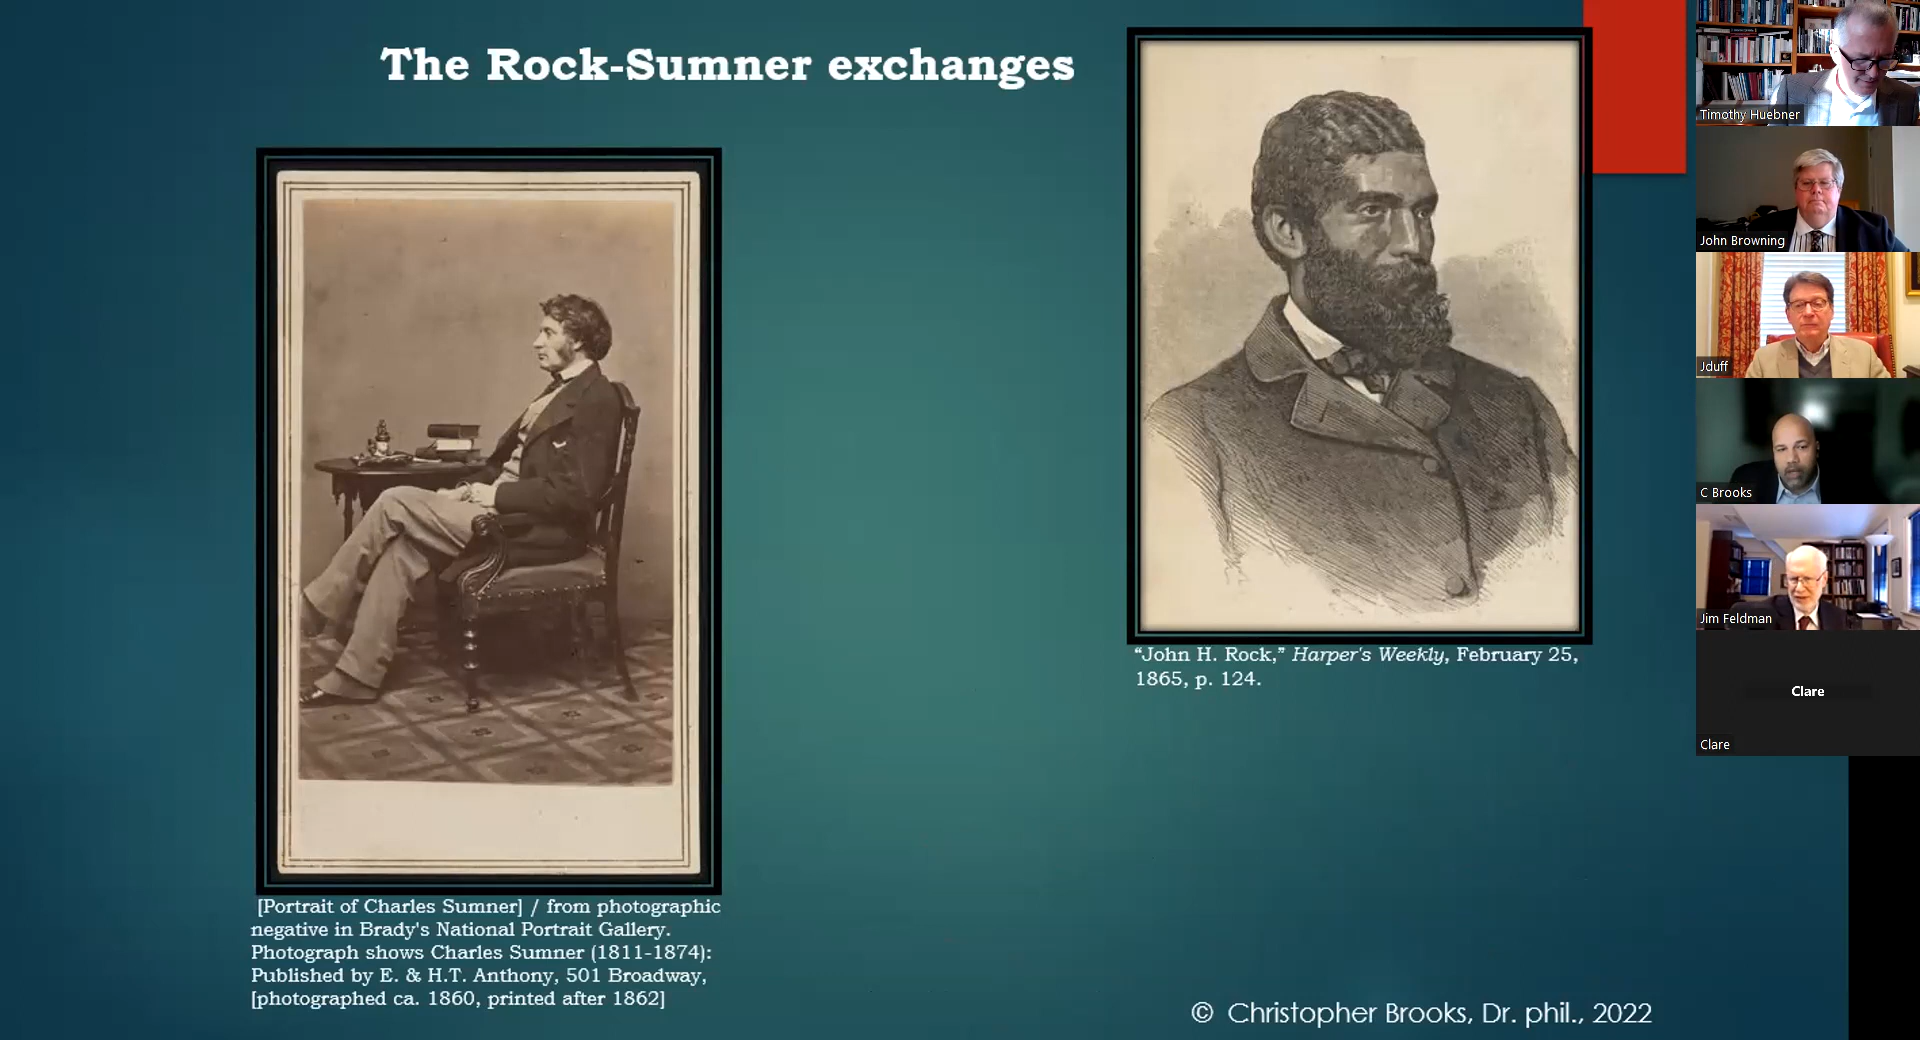 The Rock-Sumner exchanges
[Portrait of Charles Sumner] / from photographic
negative in Brady's National Portrait Gallery.
Photograph shows Charles Sumner (1811-1874):
Published by E. & H.T. Anthony, 501 Broadway,
[photographed ca. 1860, printed after 1862]
“John H. Rock,” Harper's Weekly, February 25,
1865, p. 124.
© Christopher Brooks, Dr. phil., 2022
Timothy Huebner
John Browning
Jduff
C Brooks
Jim Feldman
Clare
Clare